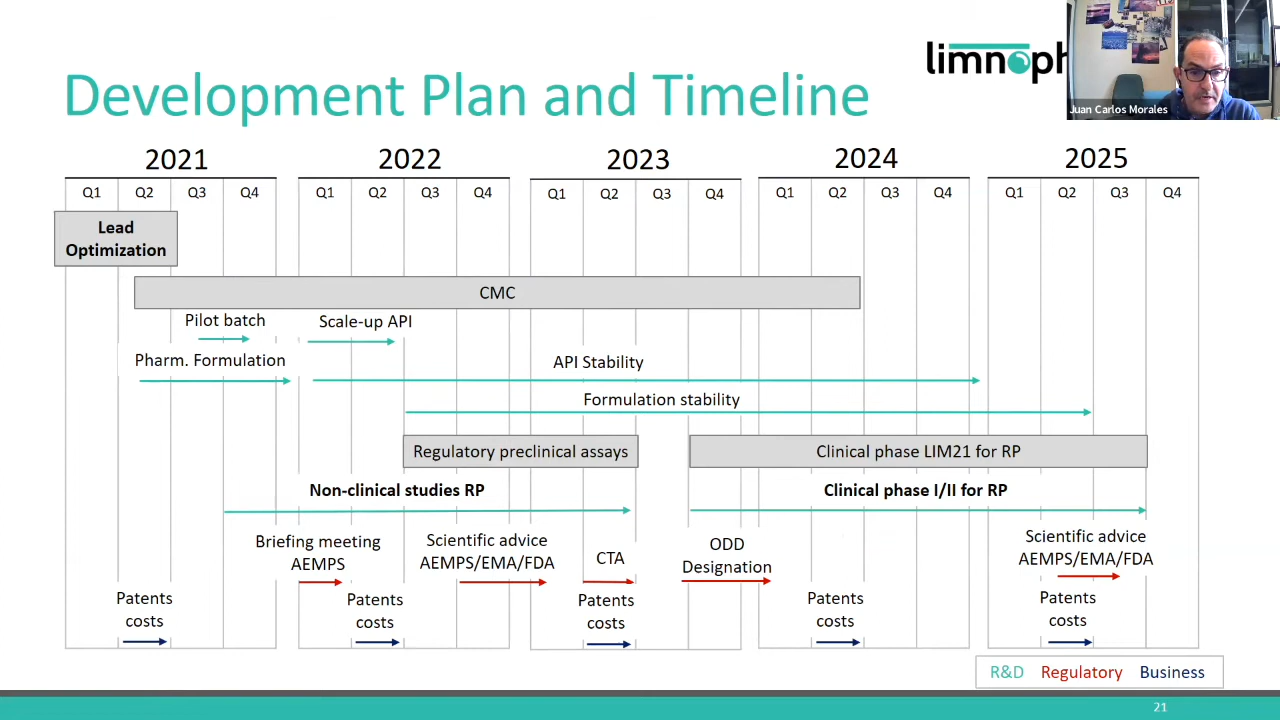 limnoph
Juan Carlos Morales
Development Plan and Timeline
2021 2022 2023 2024 2025
Q1 Q2 Q3 Q4 Q1 Q2 Q3 Q4 Q1 Q2 Q3 Q4 Q1 Q2 Q3 Q4 Q1 Q2 Q3 Q4
Lead
Optimization
CMC
Pilot batch Scale-up API
Pharm. Formulation API Stability
Formulation stability
Regulatory preclinical assays Clinical phase LIM21 for RP
Non-clinical studies RP Clinical phase I/II for RP
Briefing meeting
AEMPS
Scientific advice
AEMPS/EMA/FDA
CTA
ODD
Designation
Scientific advice
AEMPS/EMA/FDA
Patents
costs
Patents
costs
Patents
costs
Patents
costs
Patents
costs
R&D Regulatory Business
21